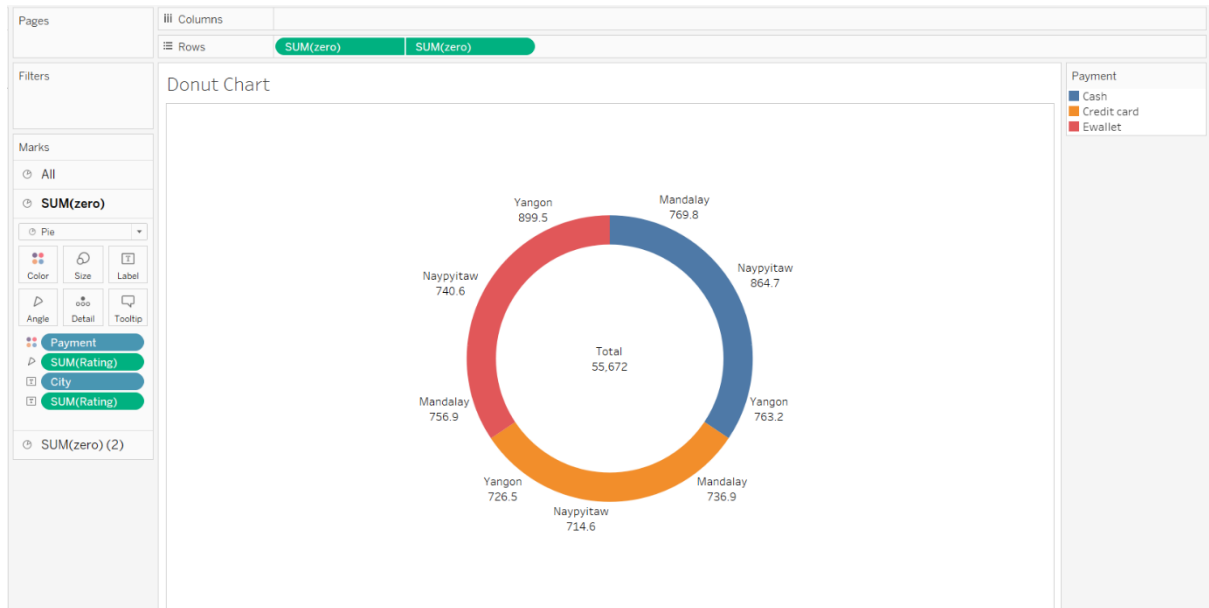 Pages
Columns
Rows
SUM(zero)
SUM(zero)
Filters
Marks
All
SUM(zero)
Pie
Color
Size
Label
Angle
Detail
Tooltip
Payment
SUM(Rating)
City
SUM(Rating)
SUM(zero) (2)
Donut Chart
Yangon
899.5
Mandalay
769.8
Naypyitaw
740.6
Naypyitaw
864.7
Total
55,672
Mandalay
756.9
Yangon
763.2
Yangon
726.5
Mandalay
736.9
Naypyitaw
714.6
Payment
Cash
Credit card
Ewallet